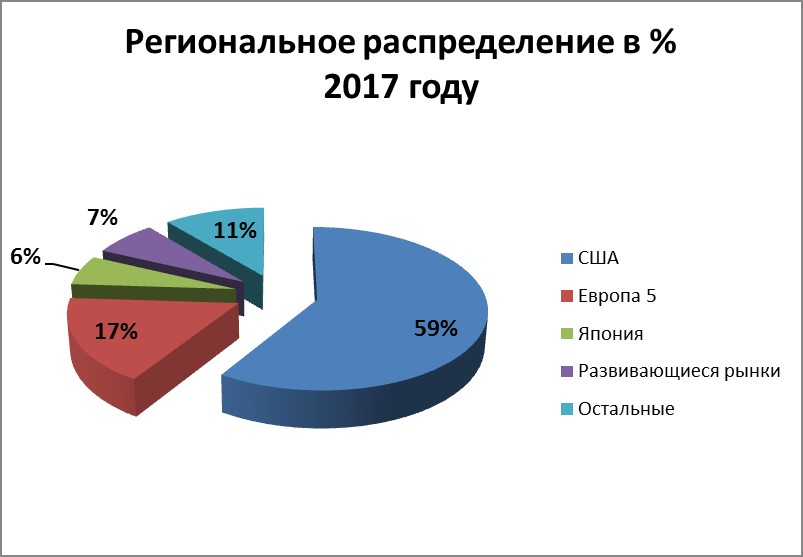 Региональное распределение в %
2017 году
7%
11%
6%
17%
59%
США
Европа 5
Япония
Развивающиеся рынки
Остальные